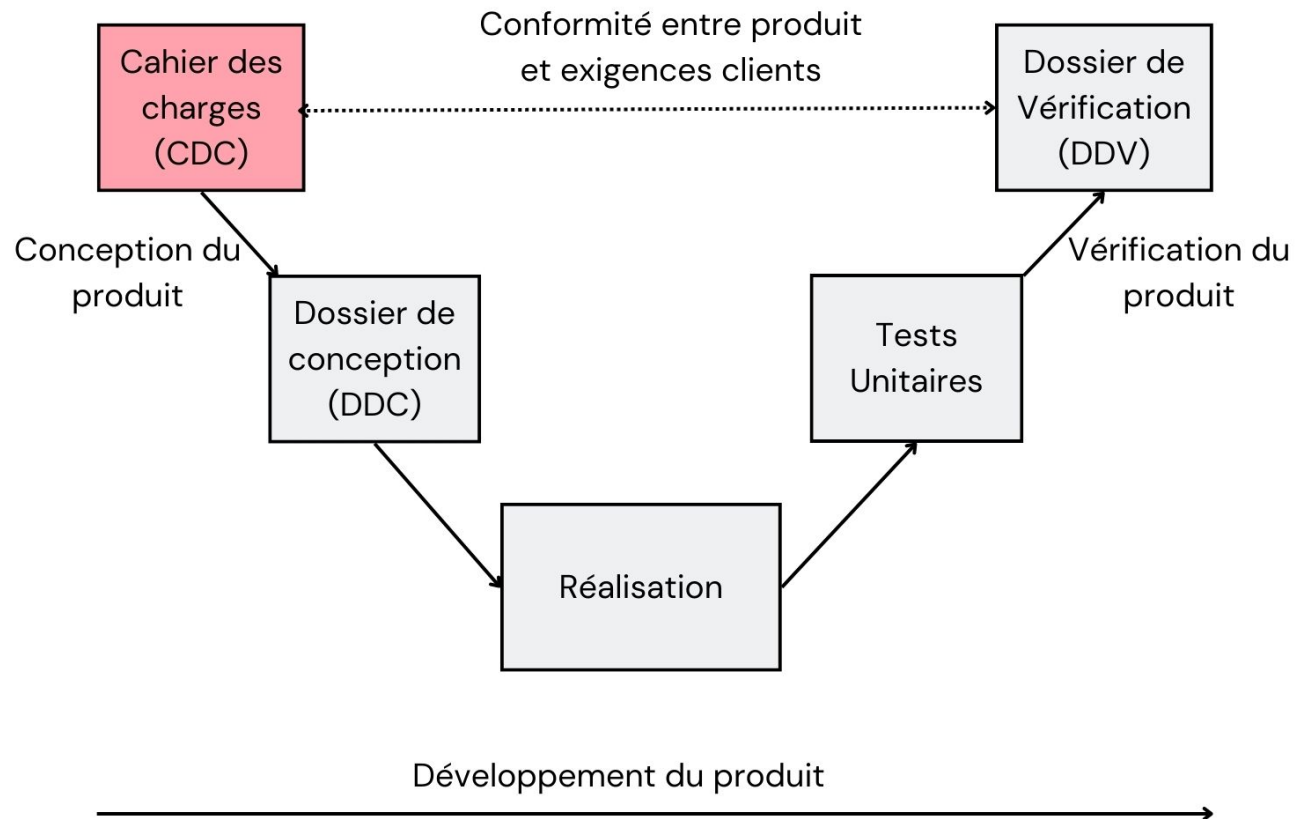 Cahier des
charges
(CDC)
Conformité entre produit
et exigences clients
Dossier de
Vérification
(DDV)
Conception du
produit
Vérification du
produit
Dossier de
conception
(DDC)
Tests
Unitaires
Réalisation
Développement du produit